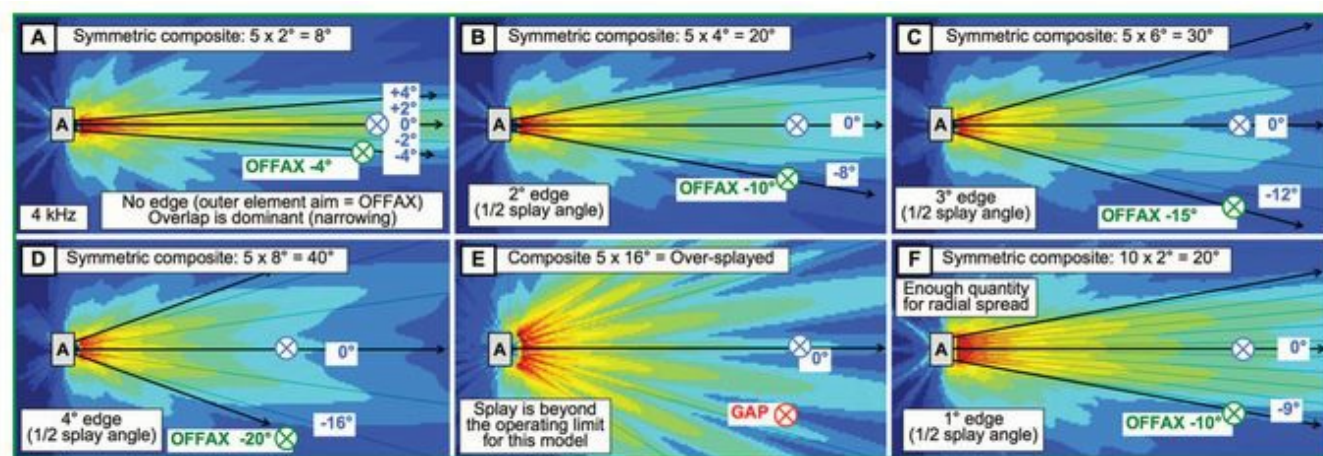 A
Symmetric composite: 5 x 2° = 8°
A
+4°
+2°
0°
-2°
-4°
OFFAX -4°
4 kHz
No edge (outer element aim = OFFAX)
Overlap is dominant (narrowing)
B
Symmetric composite: 5 x 4° = 20°
A
0°
-8°
OFFAX -10°
2° edge
(1/2 splay angle)
C
Symmetric composite: 5 x 6° = 30°
A
0°
-12°
OFFAX -15°
3° edge
(1/2 splay angle)
D
Symmetric composite: 5 x 8° = 40°
A
0°
-16°
4° edge
(1/2 splay angle)
OFFAX -20°
E
Composite 5 x 16° = Over-splayed
A
0°
GAP
Splay is beyond
the operating limit
for this model
F
Symmetric composite: 10 x 2° = 20°
Enough quantity
for radial spread
A
0°
-9°
OFFAX -10°
1° edge
(1/2 splay angle)